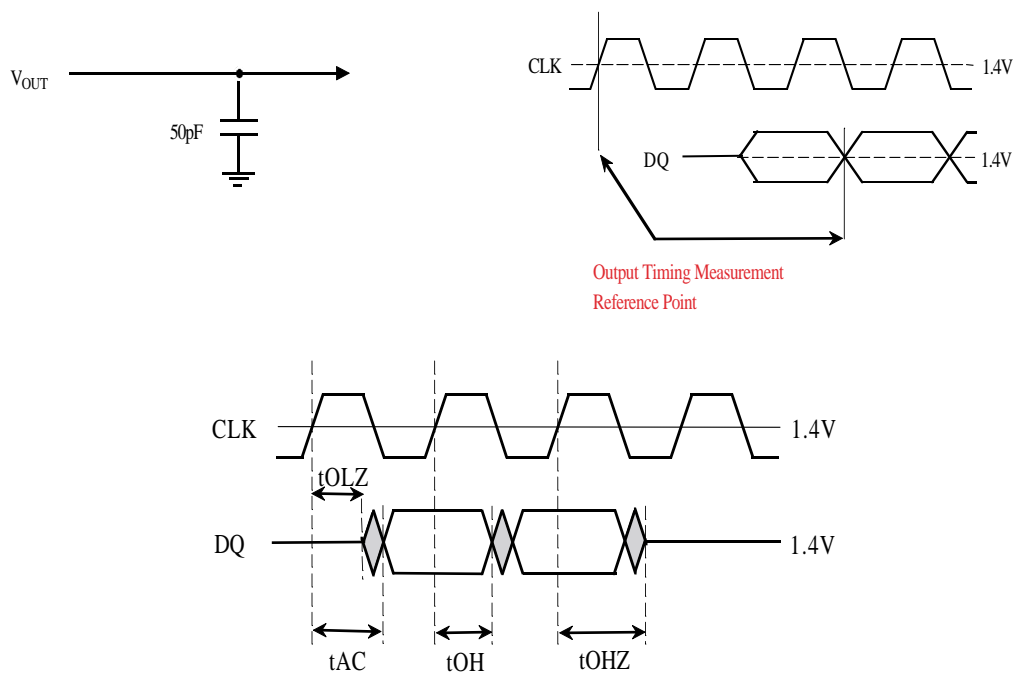 V_OUT
50pF
CLK
1.4V
DQ
1.4V
Output Timing Measurement
Reference Point
CLK
1.4V
tOLZ
DQ
1.4V
tAC
tOH
tOHZ